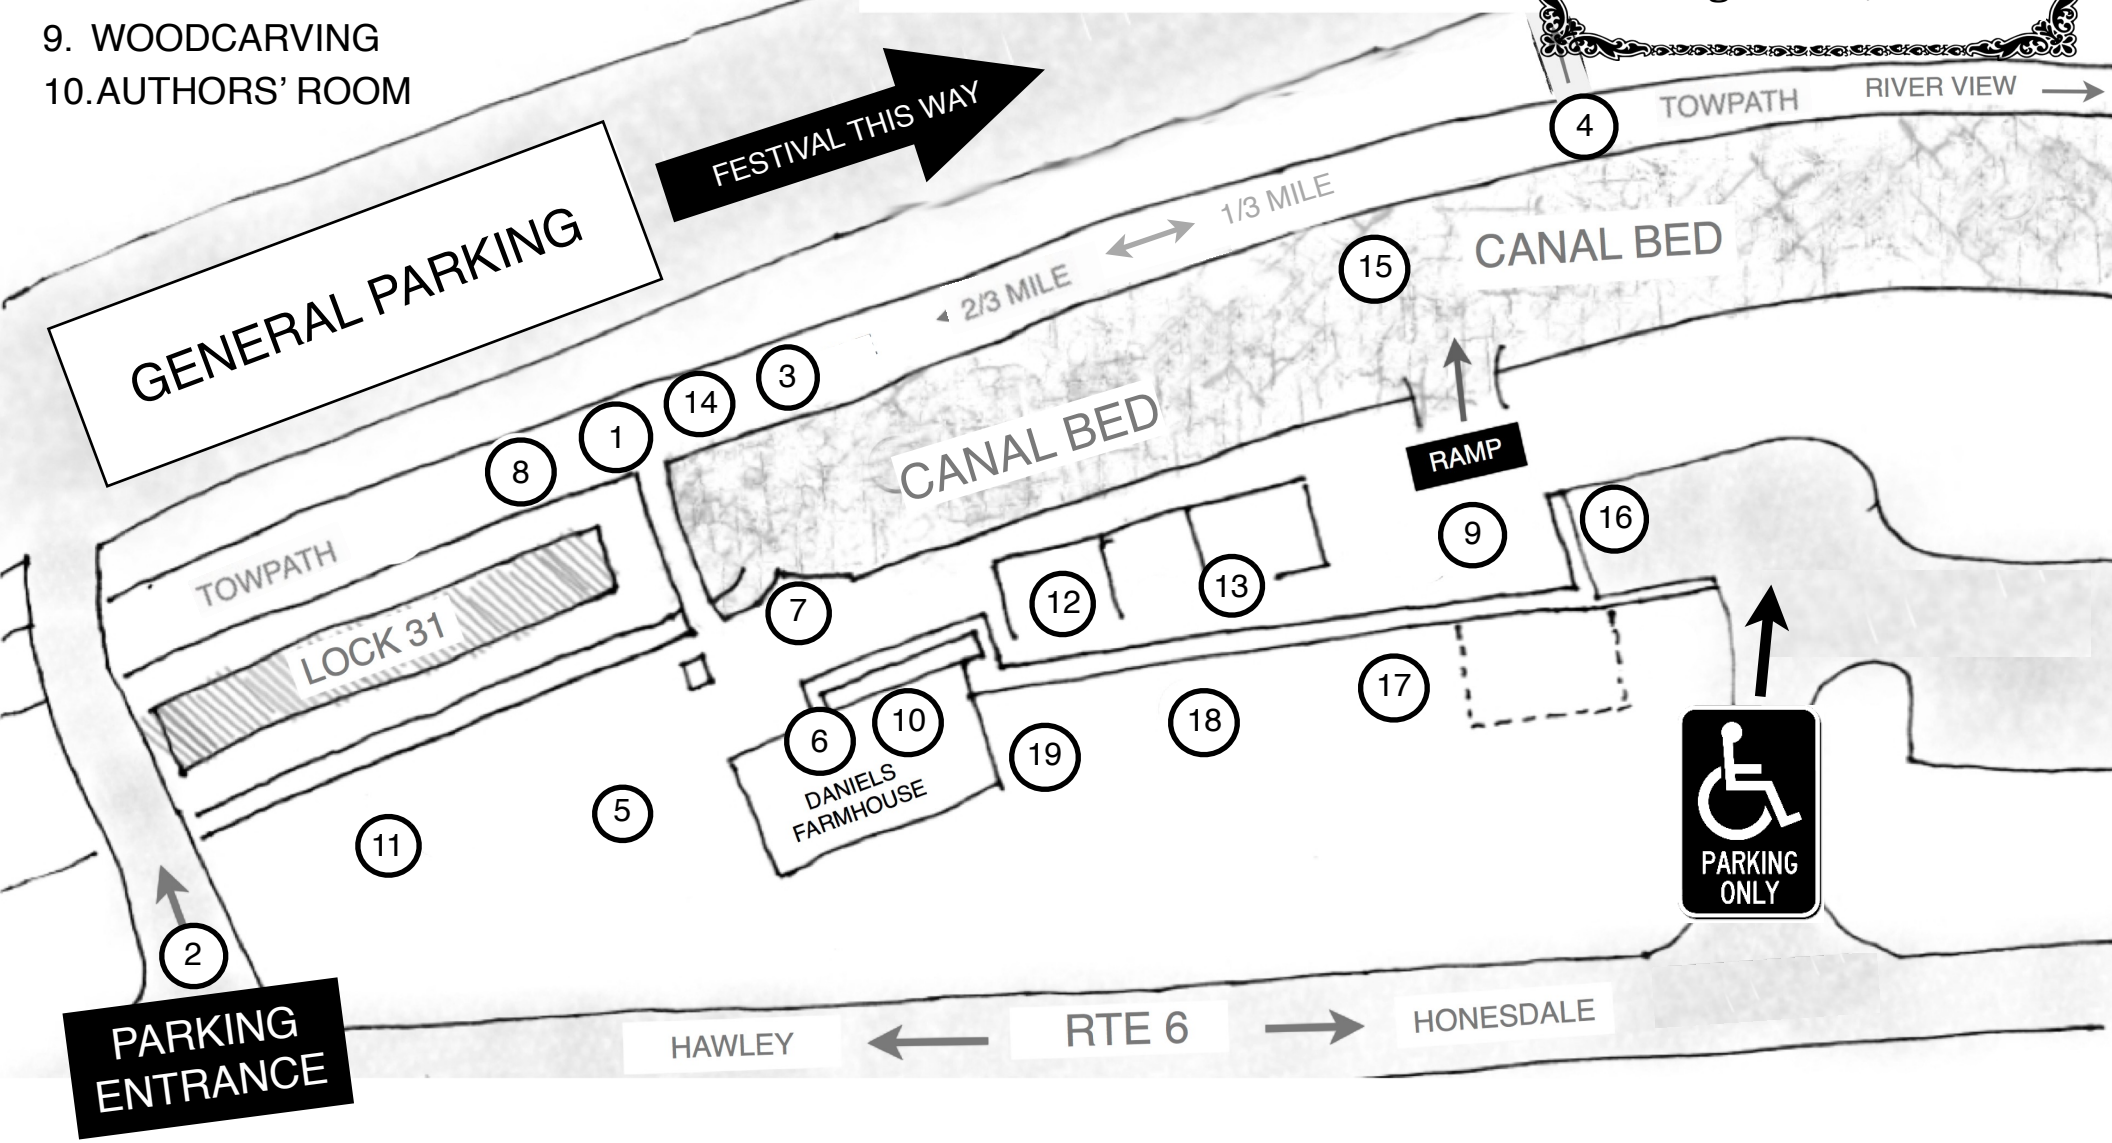 9. WOODCARVING
10.AUTHORS' ROOM
FESTIVAL THIS WAY
GENERAL PARKING
TOWPATH
RIVER VIEW
4
1/3 MILE
2/3 MILE
15
CANAL BED
3
14
1
8
CANAL BED
RAMP
9
16
TOWPATH
LOCK 31
7
12
13
6
10
19
18
17
DANIELS
FARMHOUSE
5
11
2
PARKING
ONLY
PARKING
ENTRANCE
HAWLEY
RTE 6
HONESDALE